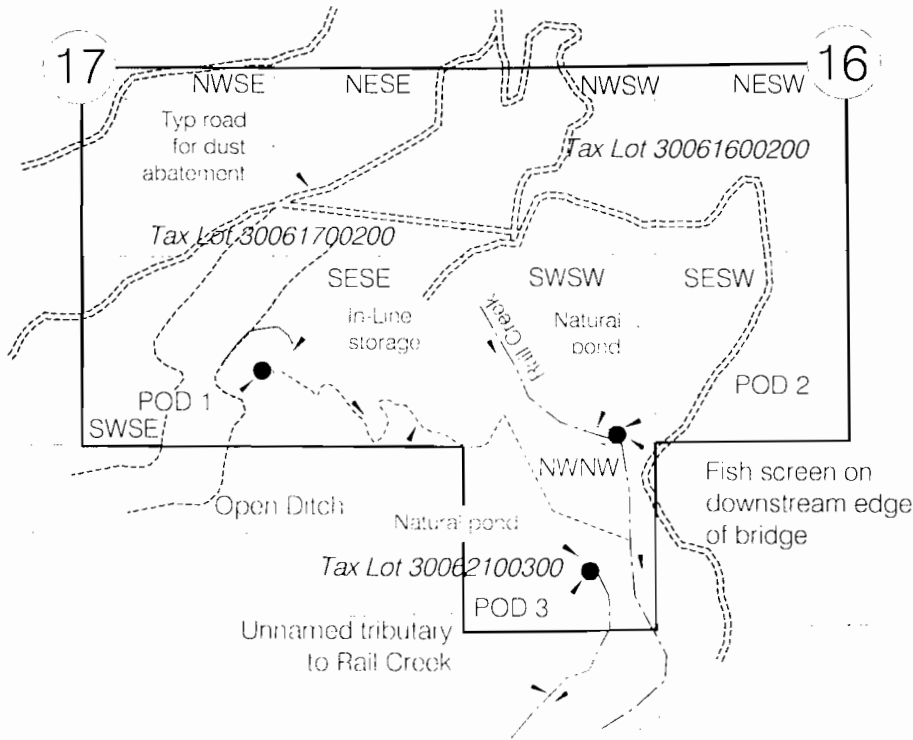 17
16
NWSE
NESE
NWSW
NESW
Typ road
for dust
abatement
Tax Lot 30061600200
Tax Lot 30061700200
SESE
SWSW
SESW
In-Line
storage
Rail Creek
Natural
pond
POD 1
POD 2
SWSE
NWNW
Fish screen on
downstream edge
of bridge
Open Ditch
Natural pond
Tax Lot 30062100300
POD 3
Unnamed tributary
to Rail Creek